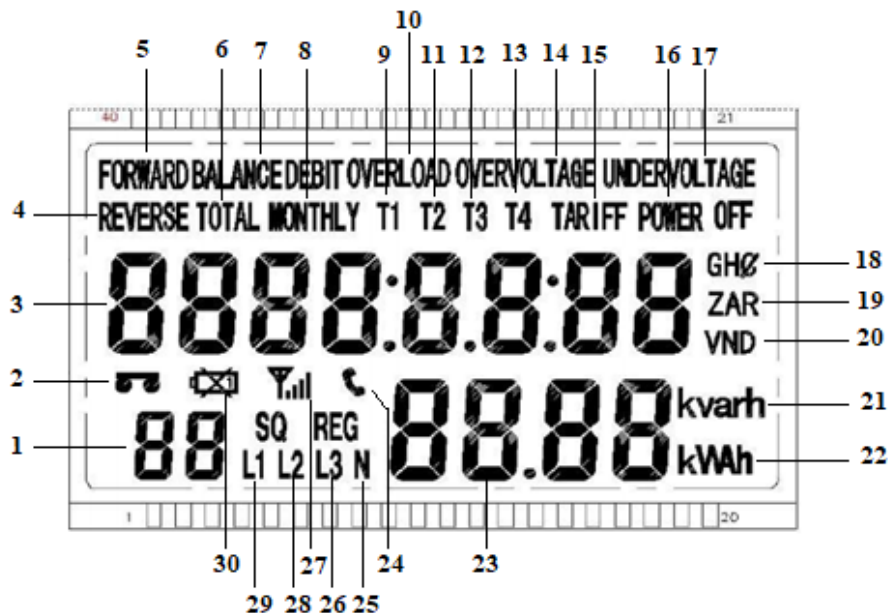 10
5 6 7 8 9 11 12 13 14 15 16 17
40 21
FORWARD BALANCE DEBIT OVERLOAD OVERVOLTAGE UNDERVOLTAGE
4 REVERSE TOTAL MONTHLY T1 T2 T3 T4 TARIFF POWER OFF
GH₵ 18
3 8888:8.8:88 ZAR 19
VND 20
2
88.88 kvarh 21
1 88 SQ REG
L1 L2 L3 N kWAh 22
1 20
30 27 24 23
29 28 26 25